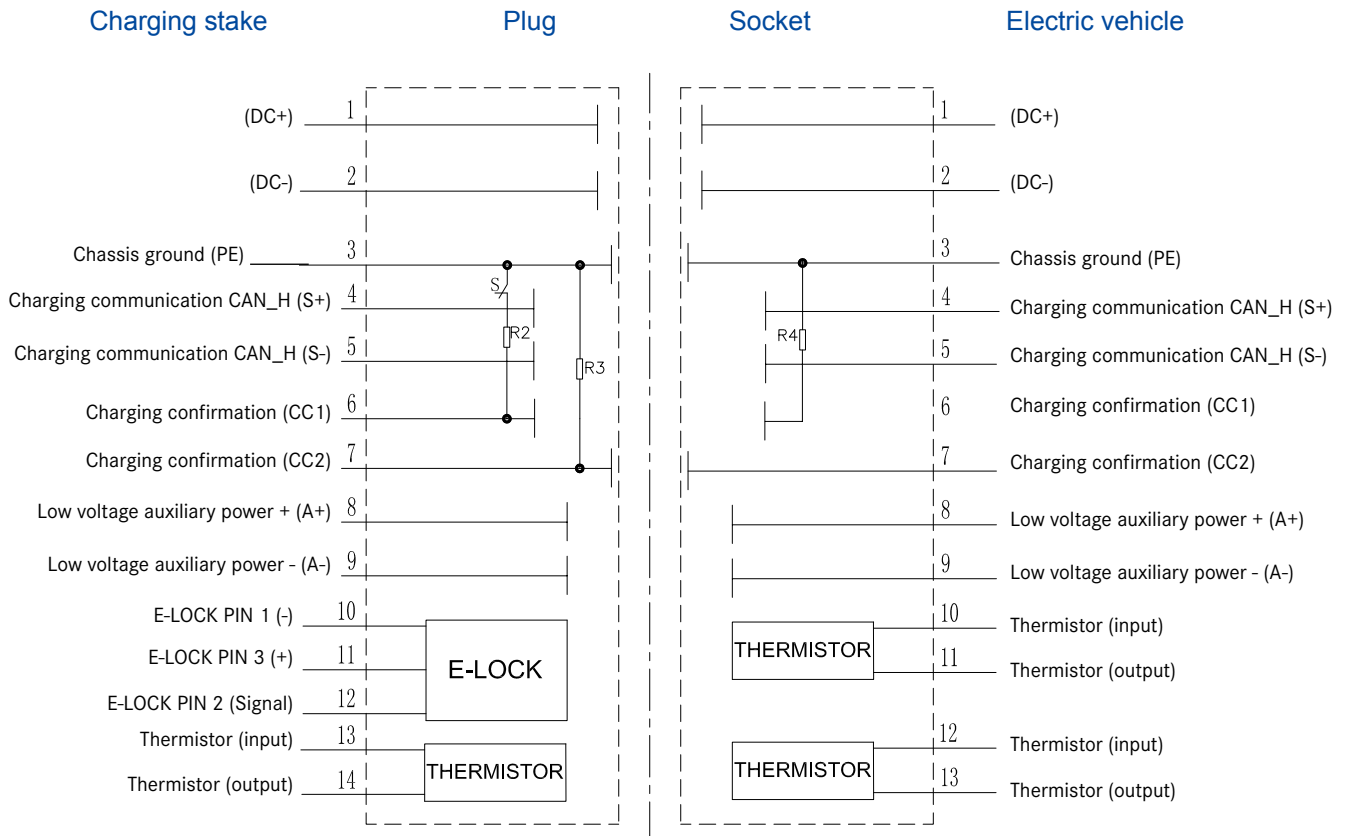 Charging stake Plug Socket Electric vehicle
(DC+) 1 1 (DC+)
(DC-) 2 2 (DC-)
Chassis ground (PE) 3 3 Chassis ground (PE)
S
Charging communication CAN_H (S+) 4 4 Charging communication CAN_H (S+)
R2 R4
Charging communication CAN_H (S-) 5 5 Charging communication CAN_H (S-)
R3
Charging confirmation (CC1) 6 6 Charging confirmation (CC1)
Charging confirmation (CC2) 7 7 Charging confirmation (CC2)
Low voltage auxiliary power + (A+) 8 8 Low voltage auxiliary power + (A+)
Low voltage auxiliary power - (A-) 9 9 Low voltage auxiliary power - (A-)
E-LOCK PIN 1 (-) 10 10 Thermistor (input)
THERMISTOR
E-LOCK PIN 3 (+) 11 E-LOCK 11 Thermistor (output)
E-LOCK PIN 2 (Signal) 12
Thermistor (input) 13 12 Thermistor (input)
THERMISTOR THERMISTOR
Thermistor (output) 14 13 Thermistor (output)